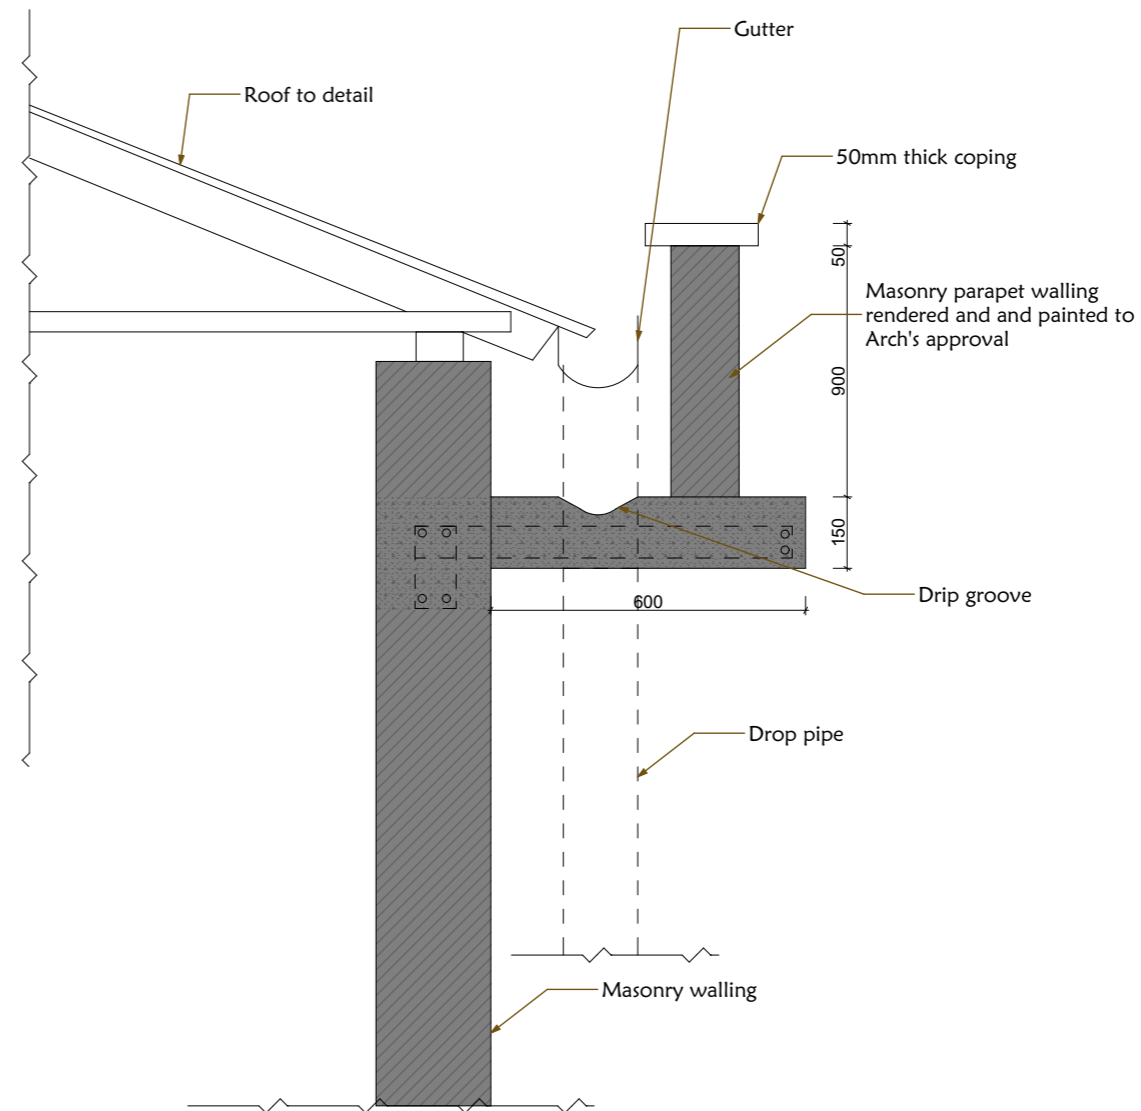 Gutter
Roof to detail
50mm thick coping
50
Masonry parapet walling
rendered and and painted to
Arch's approval
900
150
Drip groove
600
Drop pipe
Masonry walling